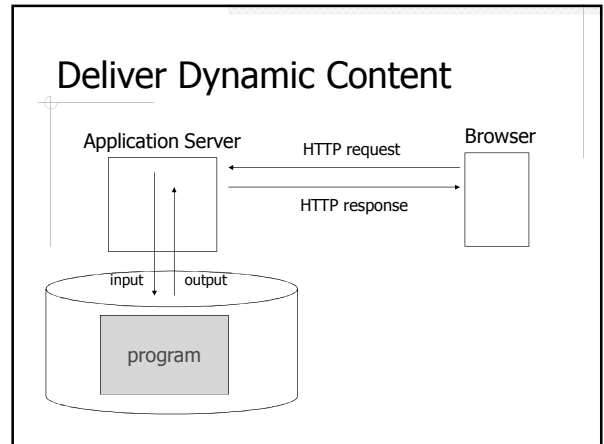 Deliver Dynamic Content
Application Server
HTTP request
Browser
HTTP response
input output
program